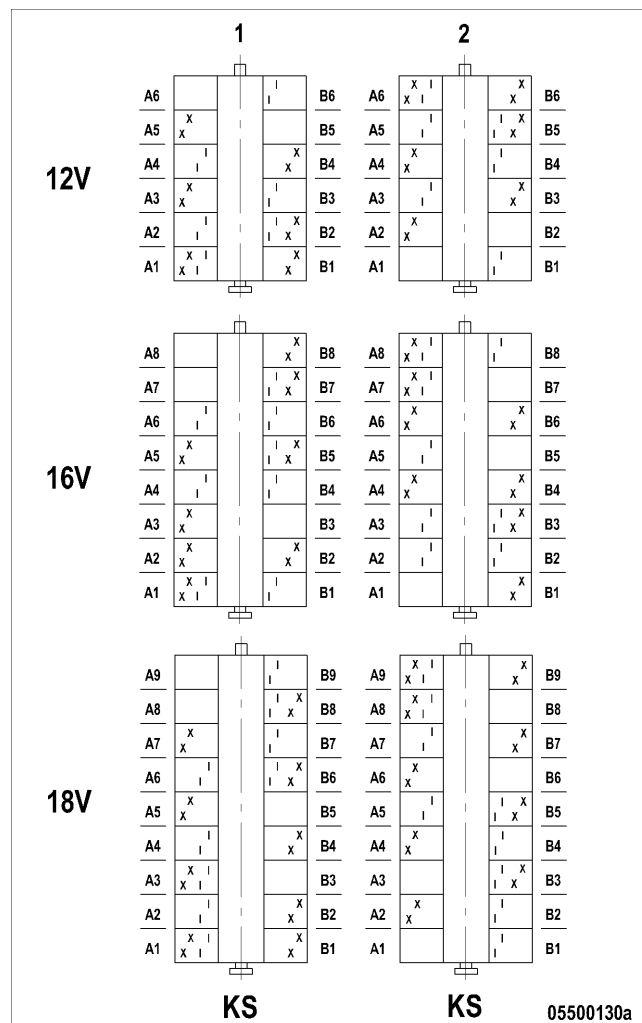 1 2
12V
A6 B6 A6 B6
A5 B5 A5 B5
A4 B4 A4 B4
A3 B3 A3 B3
A2 B2 A2 B2
A1 B1 A1 B1
16V
A8 B8 A8 B8
A7 B7 A7 B7
A6 B6 A6 B6
A5 B5 A5 B5
A4 B4 A4 B4
A3 B3 A3 B3
A2 B2 A2 B2
A1 B1 A1 B1
18V
A9 B9 A9 B9
A8 B8 A8 B8
A7 B7 A7 B7
A6 B6 A6 B6
A5 B5 A5 B5
A4 B4 A4 B4
A3 B3 A3 B3
A2 B2 A2 B2
A1 B1 A1 B1
KS KS
05500130a